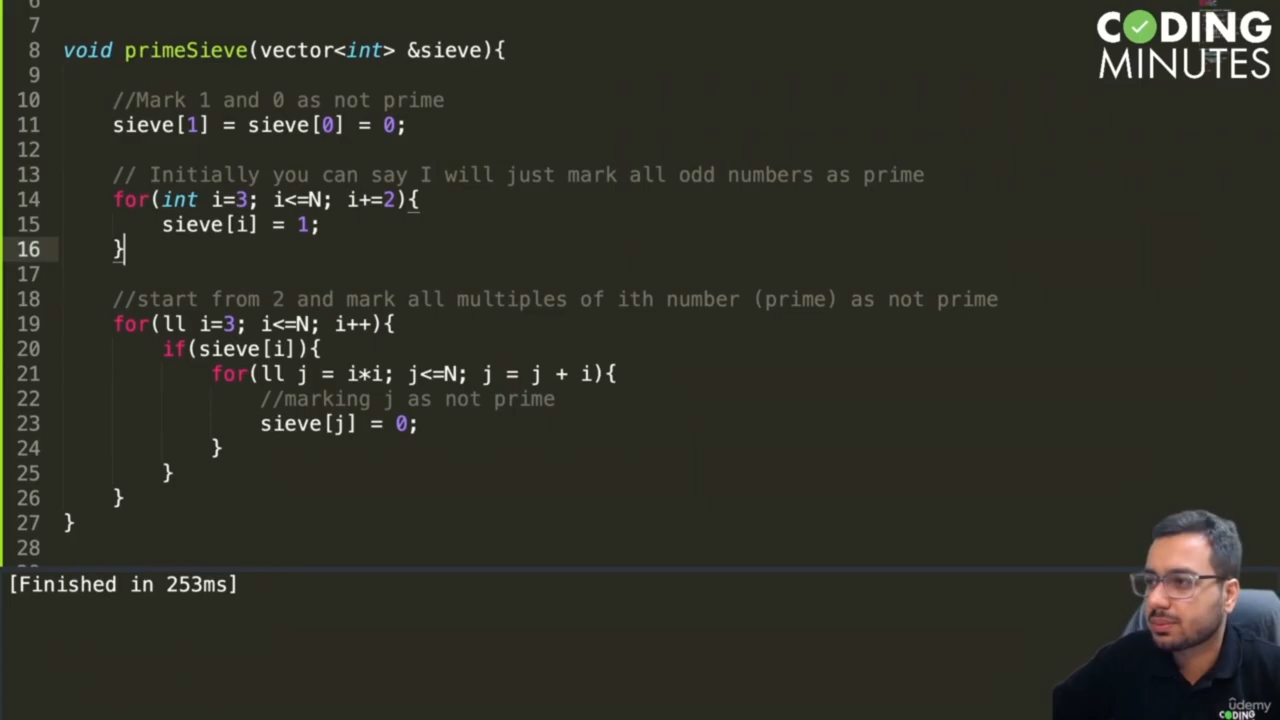 CODING
MINUTES
6
7
8 void primeSieve(vector<int> &sieve){
9
10 //Mark 1 and 0 as not prime
11 sieve[1] = sieve[0] = 0;
12
13 // Initially you can say I will just mark all odd numbers as prime
14 for(int i=3; i<=N; i+=2){
15 sieve[i] = 1;
16 }
17
18 //start from 2 and mark all multiples of ith number (prime) as not prime
19 for(ll i=3; i<=N; i++){
20 if(sieve[i]){
21 for(ll j = i*i; j<=N; j = j + i){
22 //marking j as not prime
23 sieve[j] = 0;
24 }
25 }
26 }
27 }
28
[Finished in 253ms]
ûdemy
CODING